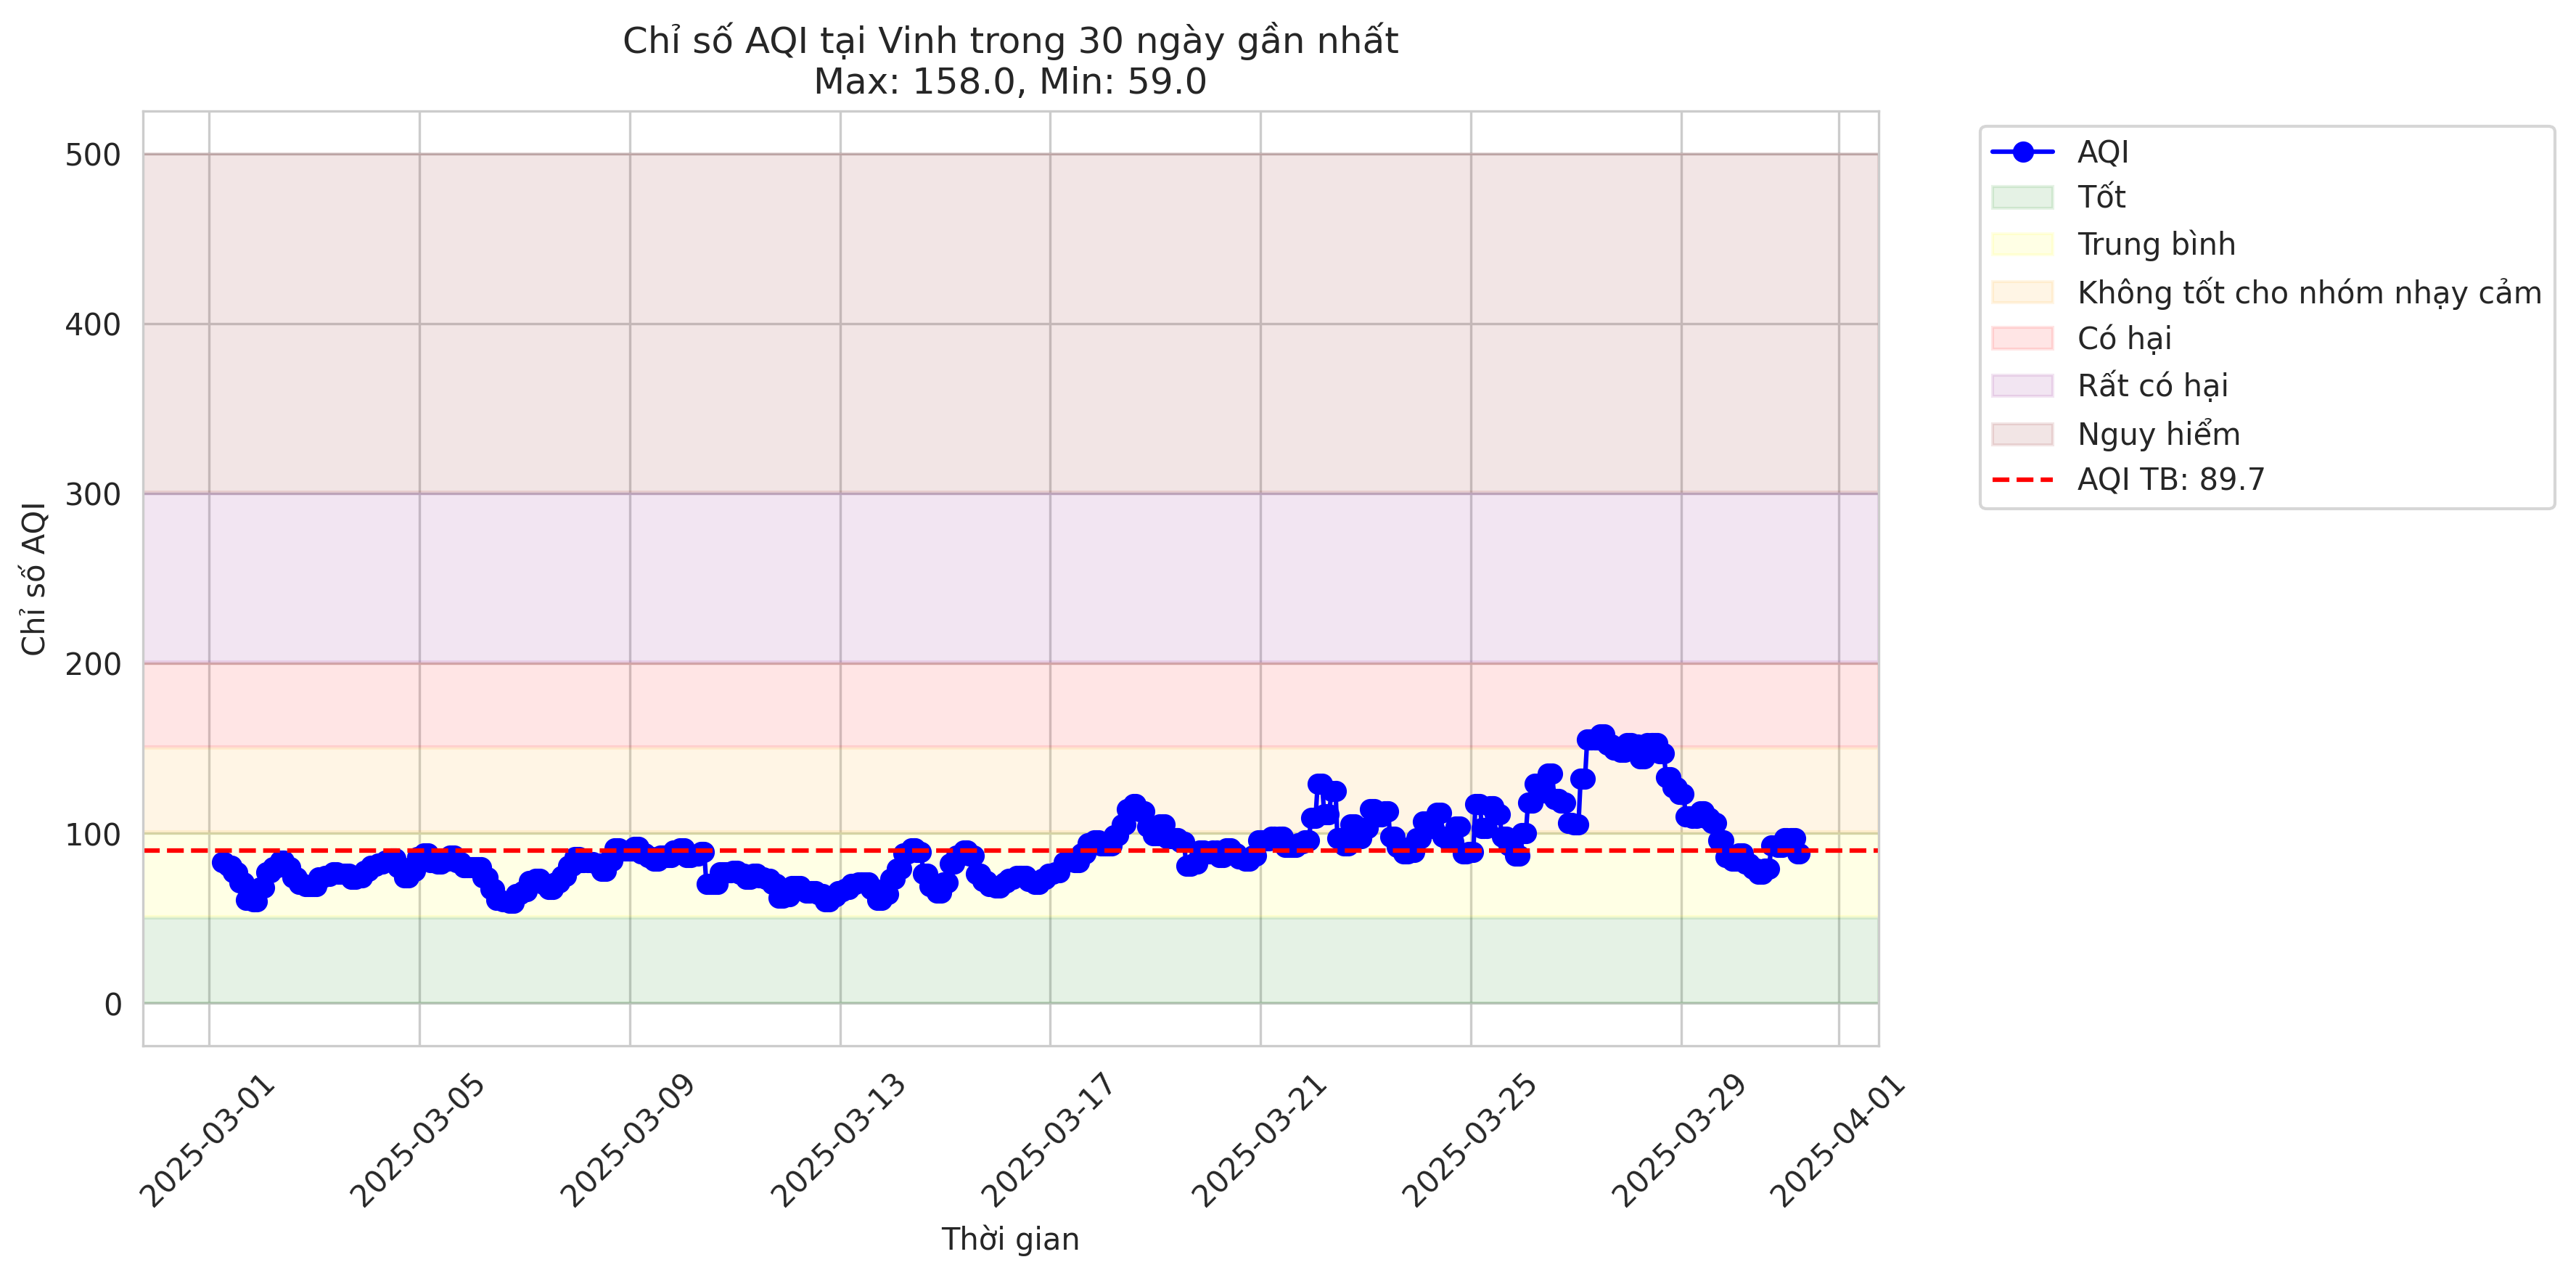 Chỉ số AQI tại Vinh trong 30 ngày gần nhất
Max: 158.0, Min: 59.0
Chỉ số AQI
500
400
300
200
100
0
2025-03-01
2025-03-05
2025-03-09
2025-03-13
2025-03-17
2025-03-21
2025-03-25
2025-03-29
2025-04-01
Thời gian
AQI
Tốt
Trung bình
Không tốt cho nhóm nhạy cảm
Có hại
Rất có hại
Nguy hiểm
AQI TB: 89.7